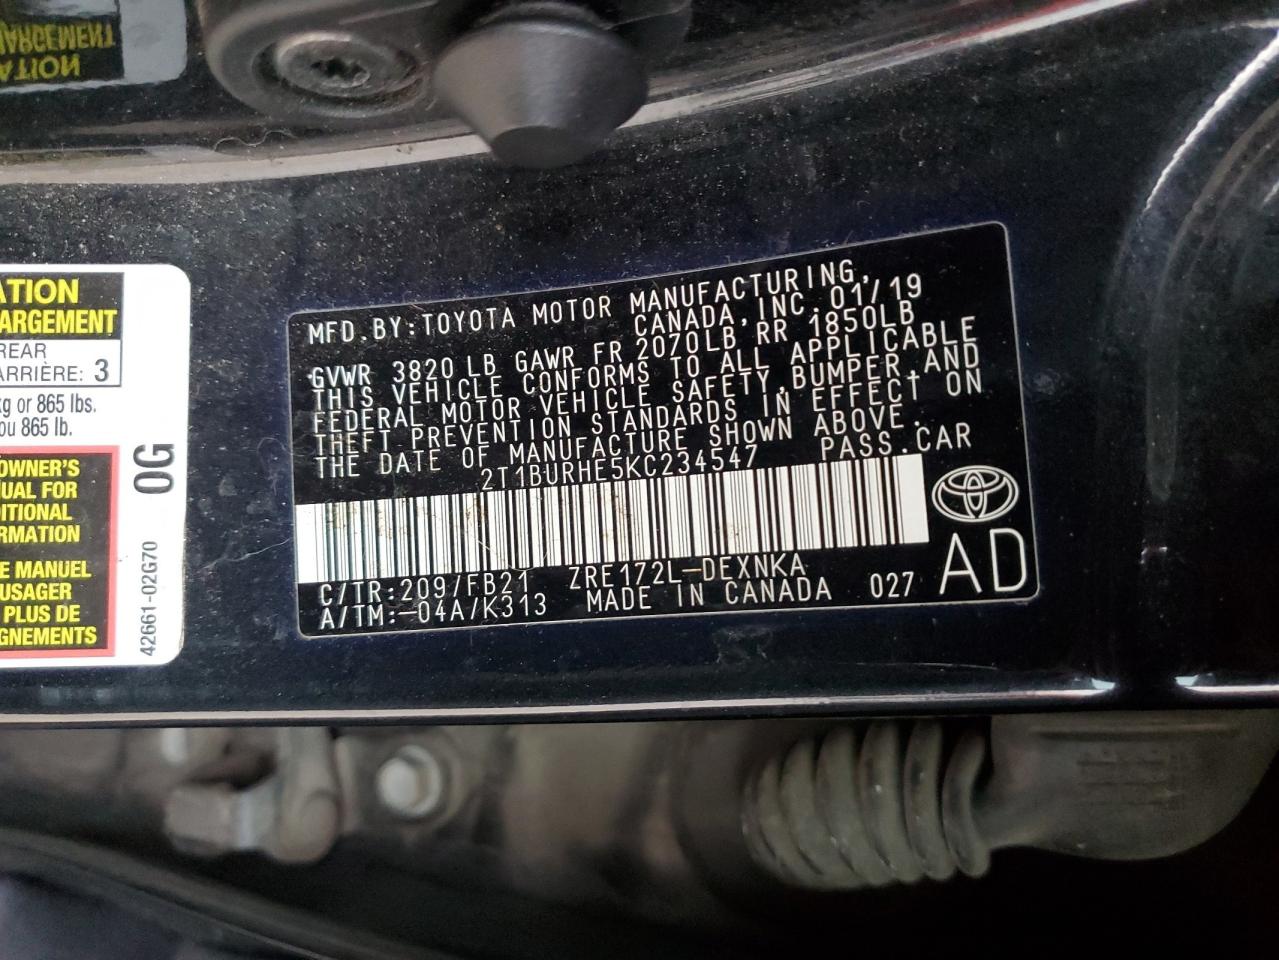 NOITA
ARGEMENT
ATION
ARGEMENT
REAR
ARRIÈRE: 3
kg or 865 lbs.
ou 865 lb.
OWNER'S
UAL FOR
DITIONAL
RMATION
E MANUEL
USAGER
PLUS DE
GNEMENTS
0G
42661-02G70
MFD.BY:TOYOTA MOTOR MANUFACTURING,
CANADA,INC.01/19
GVWR 3820 LB GAWR FR 2070LB RR 1850LB
THIS VEHICLE CONFORMS TO ALL APPLICABLE
FEDERAL MOTOR VEHICLE SAFETY,BUMPER,AND
THEFT PREVENTION STANDARDS IN EFFECT ON
THE DATE OF MANUFACTURE SHOWN ABOVE.
2T1BURHE5KC234547 PASS.CAR
C/TR:209/FB21 ZRE172L-DEXNKA
A/TM:-04A/K313 MADE IN CANADA 027
AD